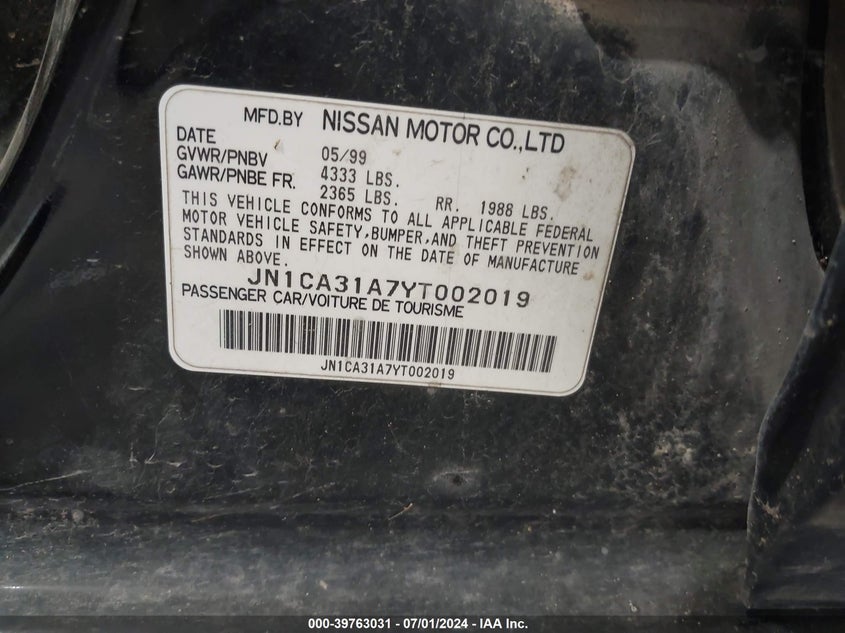 MFD.BY NISSAN MOTOR CO.,LTD
DATE 05/99
GVWR/PNBV 4333 LBS.
GAWR/PNBE FR. 2365 LBS. RR. 1988 LBS.
THIS VEHICLE CONFORMS TO ALL APPLICABLE FEDERAL
MOTOR VEHICLE SAFETY,BUMPER,AND THEFT PREVENTION
STANDARDS IN EFFECT ON THE DATE OF MANUFACTURE
SHOWN ABOVE.
JN1CA31A7YT002019
PASSENGER CAR/VOITURE DE TOURISME
JN1CA31A7YT002019
000-39763031 - 07/01/2024 - IAA Inc.